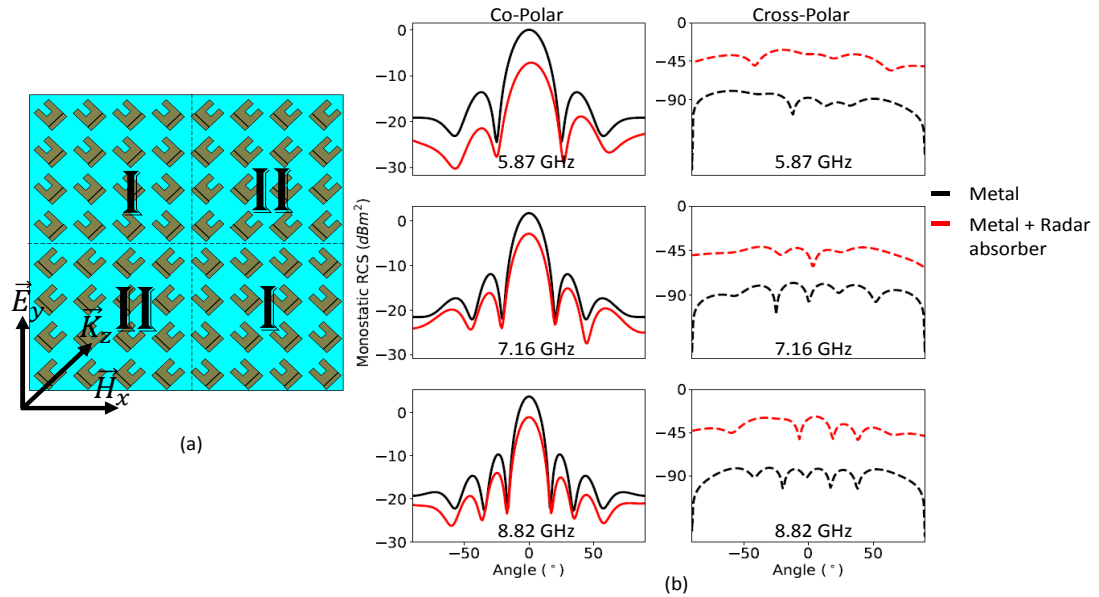 Co-Polar
Cross-Polar
0
−10
−20
−30
5.87 GHz
0
−45
−90
5.87 GHz
I
II
II
I
E⃗y
K⃗z
H⃗x
(a)
Monostatic RCS (dBm²)
0
−10
−20
−30
7.16 GHz
0
−45
−90
7.16 GHz
Metal
Metal + Radar
absorber
0
−10
−20
−30
8.82 GHz
−50
0
50
Angle (°)
0
−45
−90
8.82 GHz
−50
0
50
Angle (°)
(b)